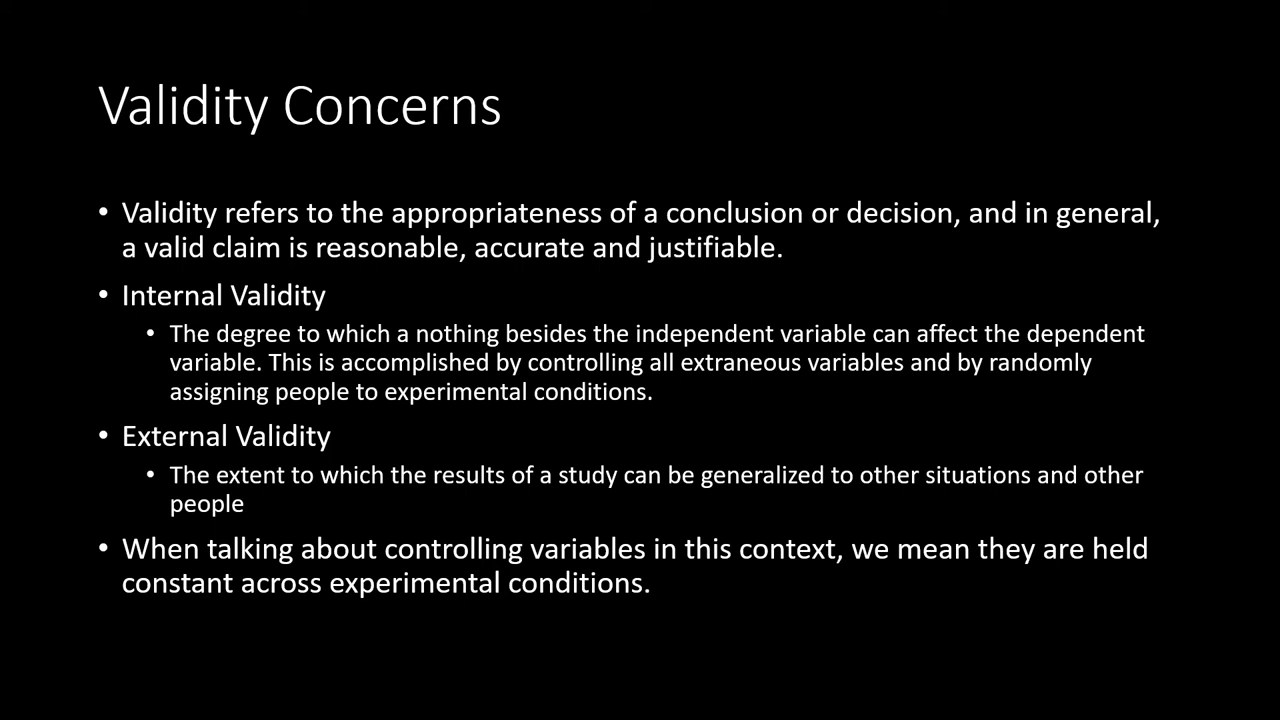 Validity Concerns
• Validity refers to the appropriateness of a conclusion or decision, and in general,
a valid claim is reasonable, accurate and justifiable.
• Internal Validity
• The degree to which a nothing besides the independent variable can affect the dependent
variable. This is accomplished by controlling all extraneous variables and by randomly
assigning people to experimental conditions.
• External Validity
• The extent to which the results of a study can be generalized to other situations and other
people
• When talking about controlling variables in this context, we mean they are held
constant across experimental conditions.